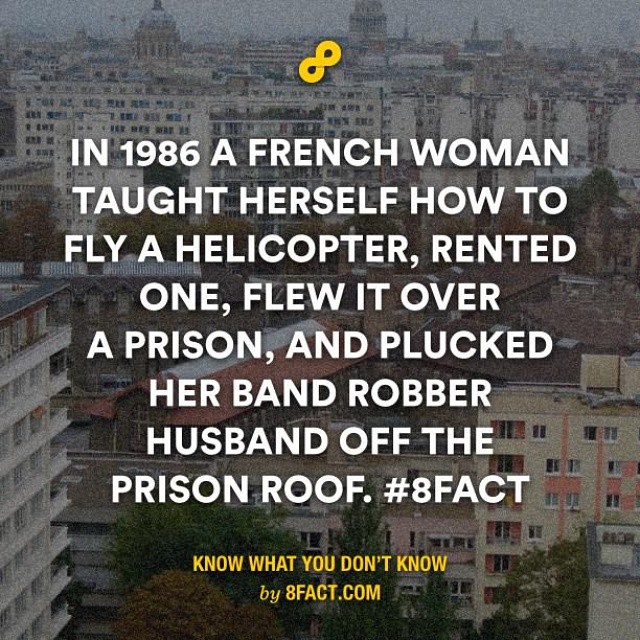 IN 1986 A FRENCH WOMAN
TAUGHT HERSELF HOW TO
FLY A HELICOPTER, RENTED
ONE, FLEW IT OVER
A PRISON, AND PLUCKED
HER BAND ROBBER
HUSBAND OFF THE
PRISON ROOF. #8FACT
KNOW WHAT YOU DON'T KNOW
by 8FACT.COM